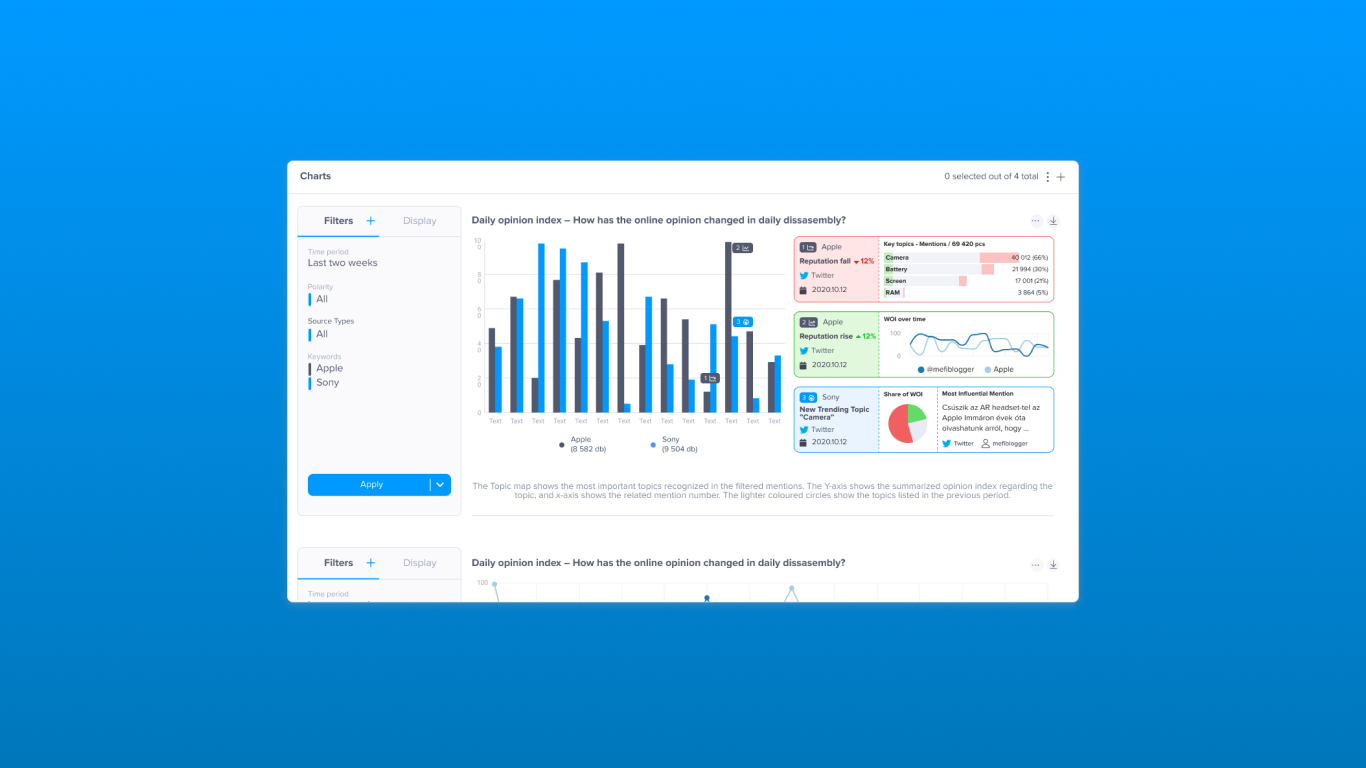 Charts
0 selected out of 4 total
Filters
Display
Time period
Last two weeks
Polarity
All
Source Types
All
Keywords
Apple
Sony
Apply
Daily opinion index – How has the online opinion changed in daily dissasembly?
10
0
8
0
6
0
4
0
2
0
0
2
3
1
Text Text Text Text Text Text Text Text Text Text Text Text Text Text
Apple
(8 582 db)
Sony
(9 504 db)
1 Apple
Reputation fall 12%
Twitter
2020.10.12
Key topics - Mentions / 69 420 pcs
Camera 40 012 (66%)
Battery 21 994 (30%)
Screen 17 001 (21%)
RAM 3 864 (5%)
2 Apple
Reputation rise 12%
Twitter
2020.10.12
WOI over time
100
0
@mefiblogger Apple
3 Sony
New Trending Topic
"Camera"
Twitter
2020.10.12
Share of WOI
Most Influential Mention
Csúszik az AR headset-tel az
Apple Immáron évek óta
olvashatunk arról, hogy ...
Twitter mefiblogger
The Topic map shows the most important topics recognized in the filtered mentions. The Y-axis shows the summarized opinion index regarding the
topic, and x-axis shows the related mention number. The lighter coloured circles show the topics listed in the previous period.
Filters
Display
Time period
Daily opinion index – How has the online opinion changed in daily dissasembly?
100